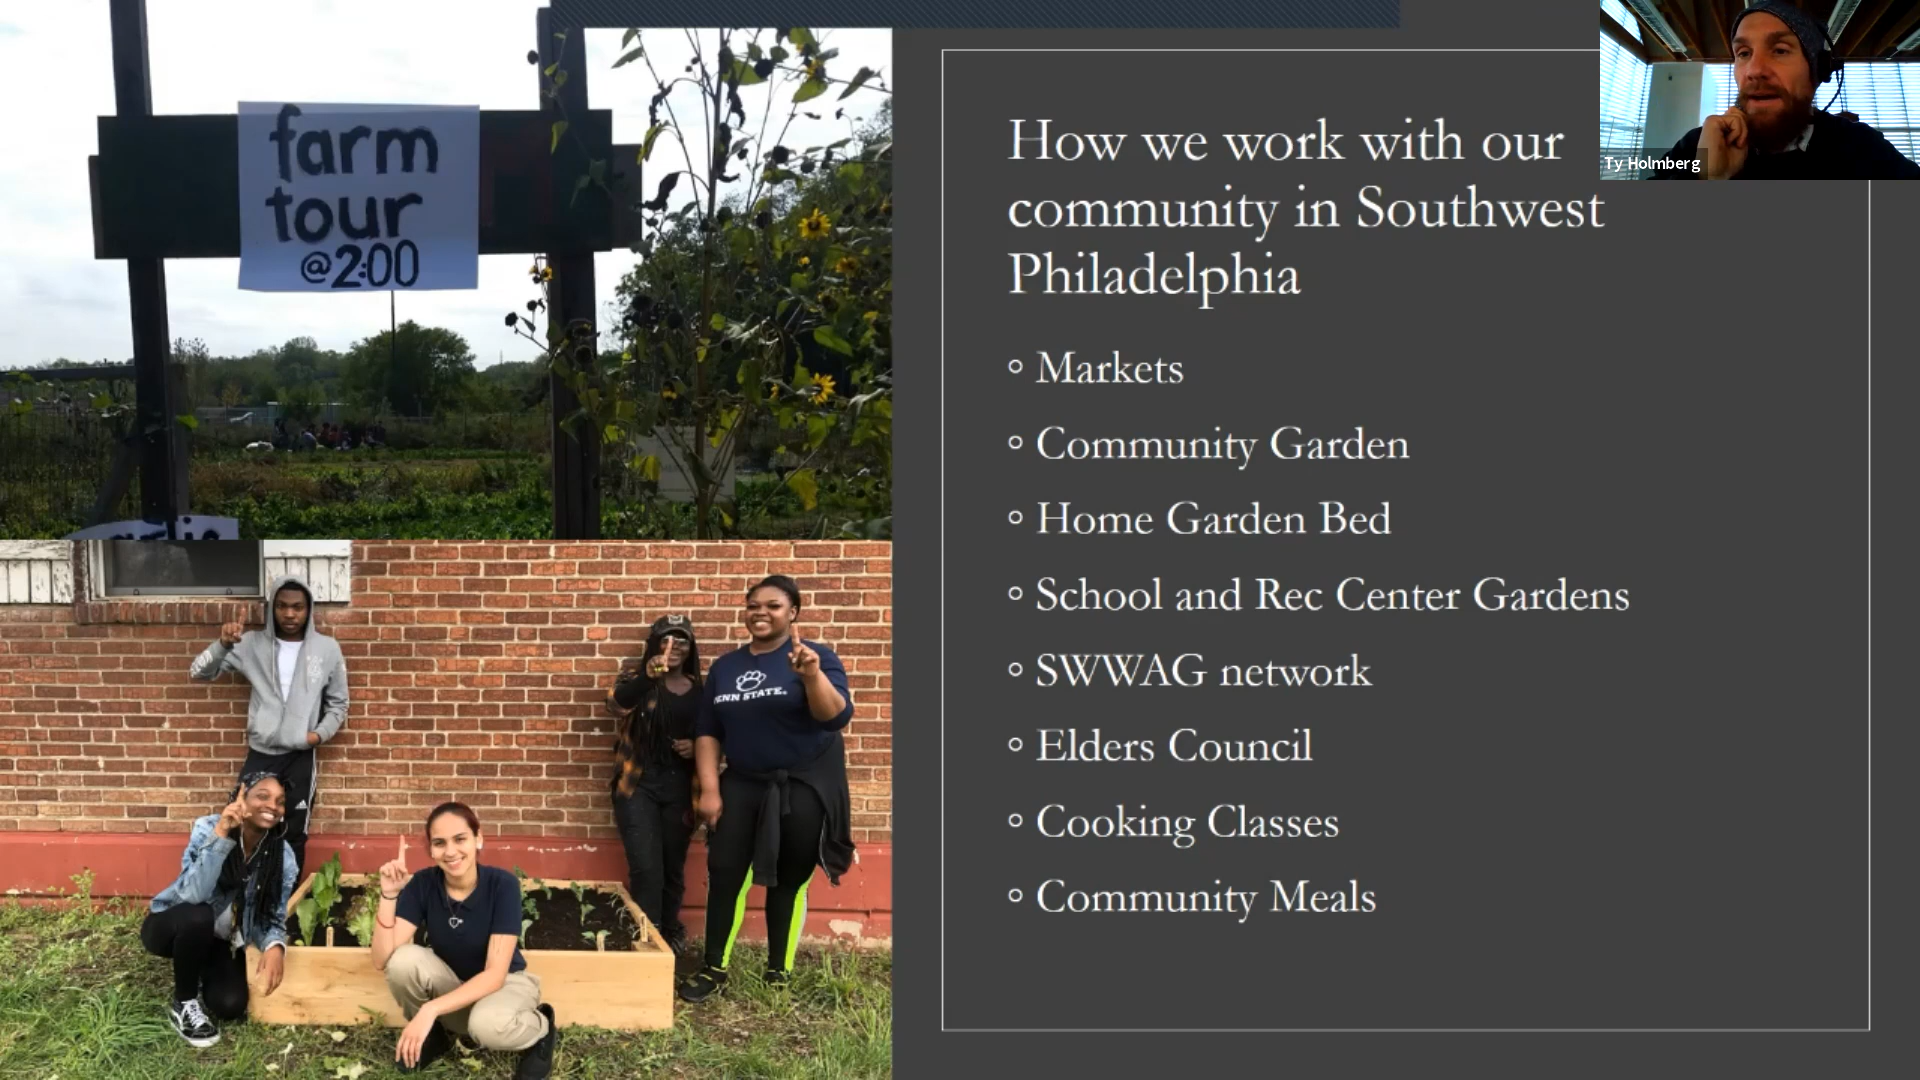 farm
tour
@2:00
How we work with our
community in Southwest
Philadelphia
Markets
Community Garden
Home Garden Bed
School and Rec Center Gardens
SWWAG network
Elders Council
Cooking Classes
Community Meals
Ty Holmberg
STATE